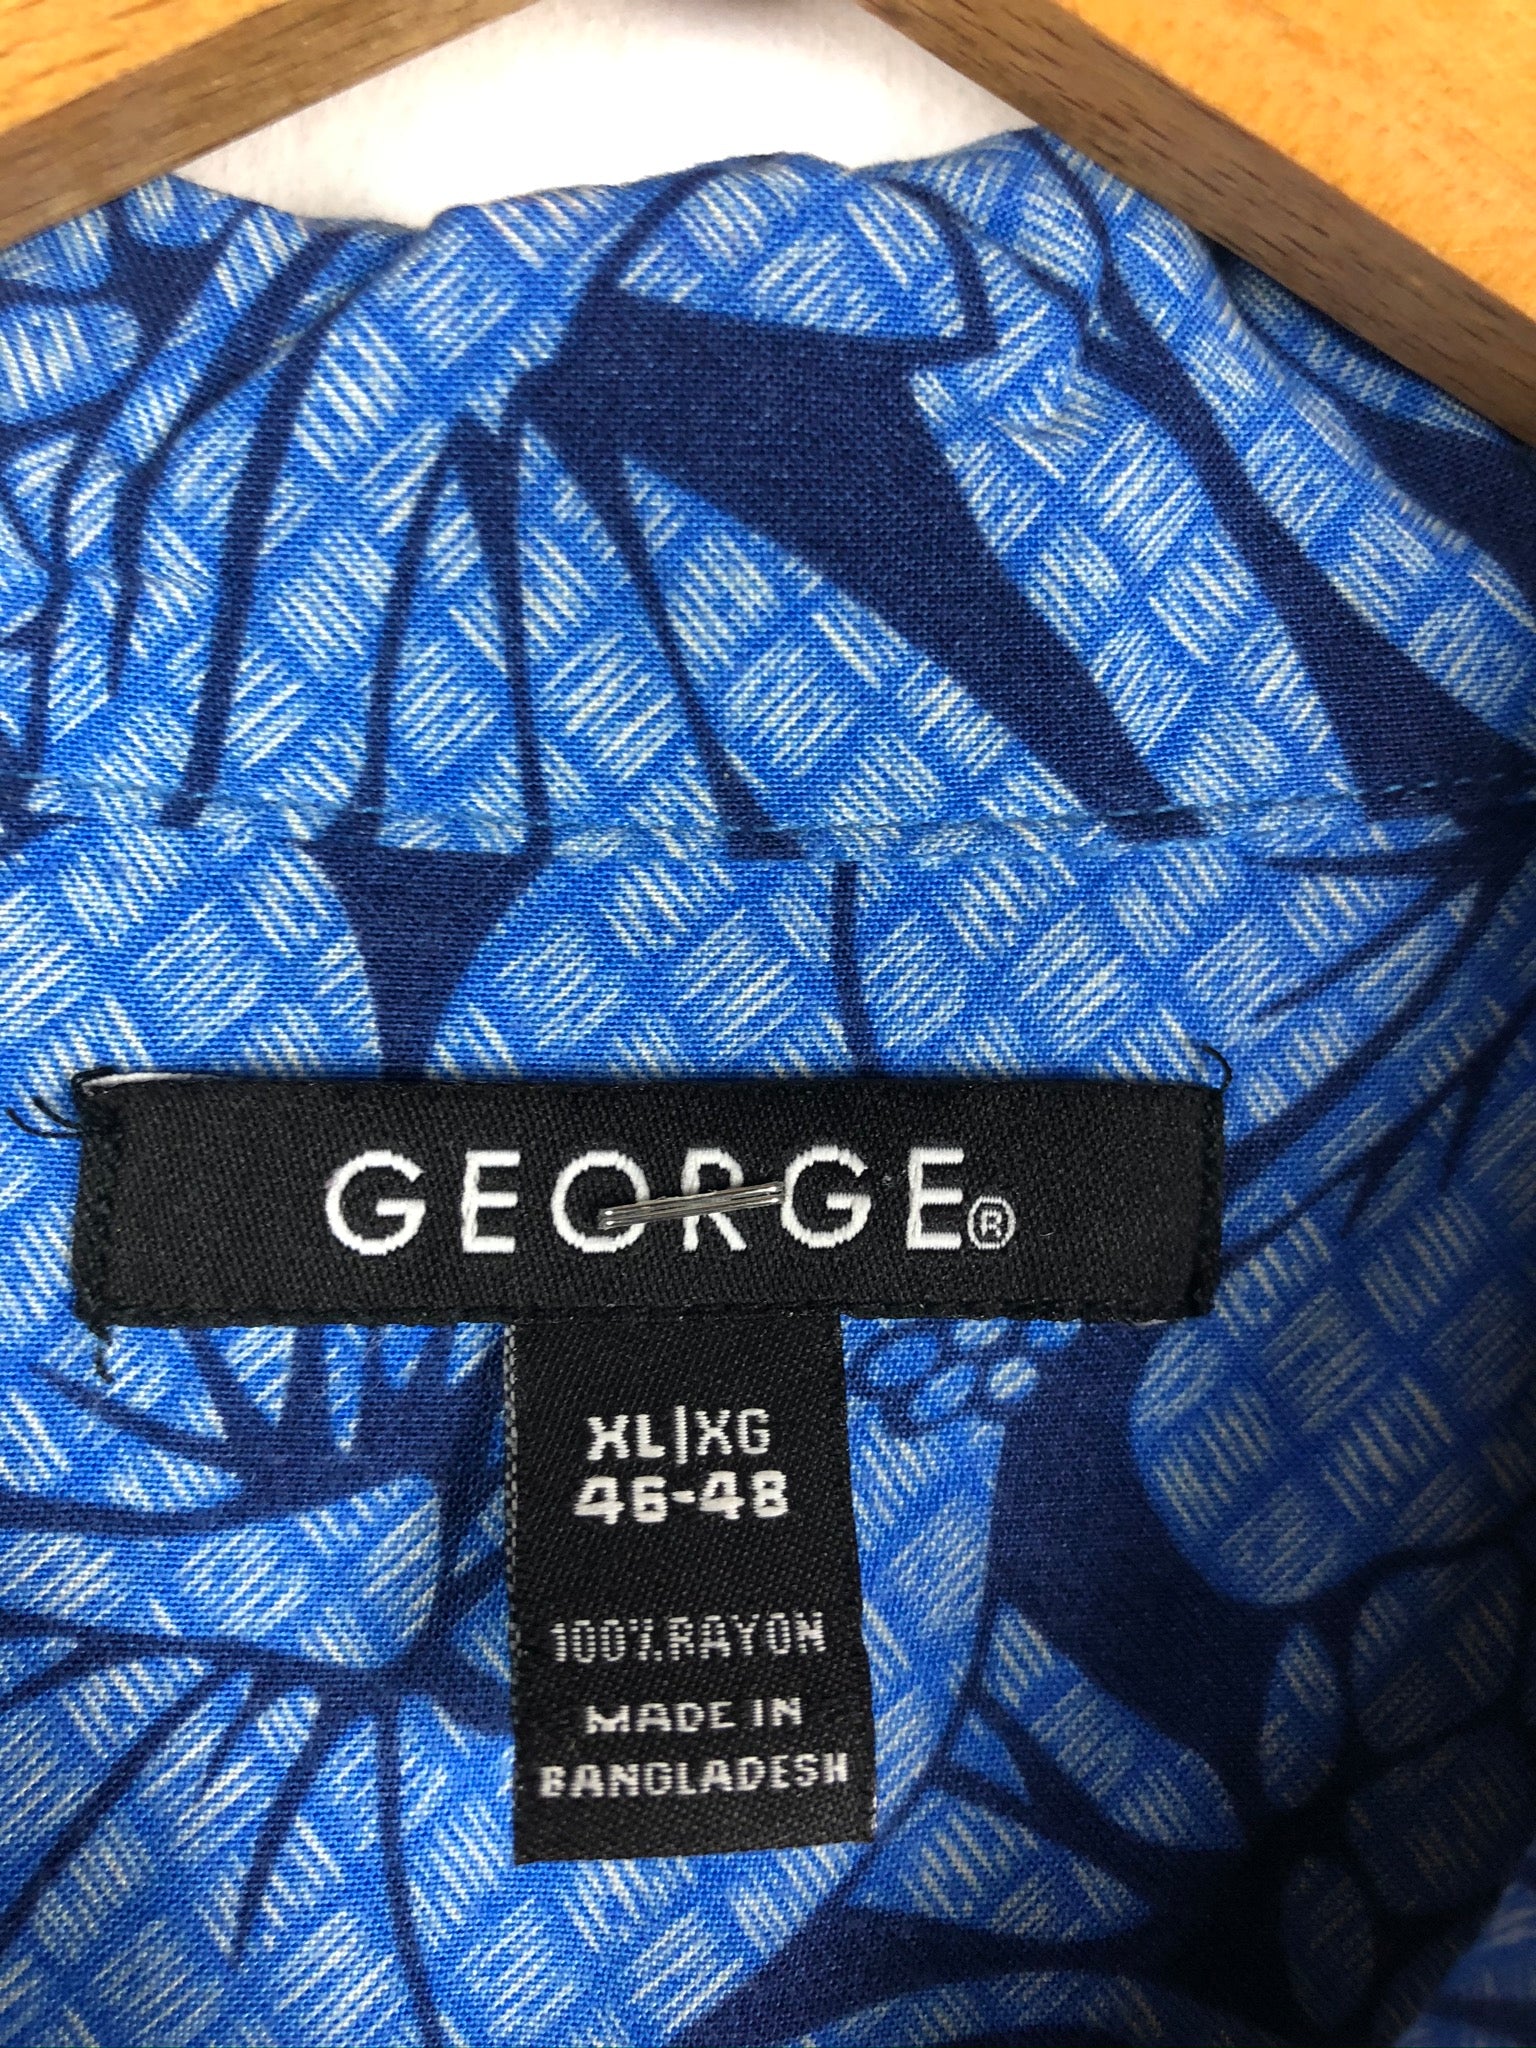 GEORGE®
XL|XG
46-48
100% RAYON
MADE IN
BANGLADESH